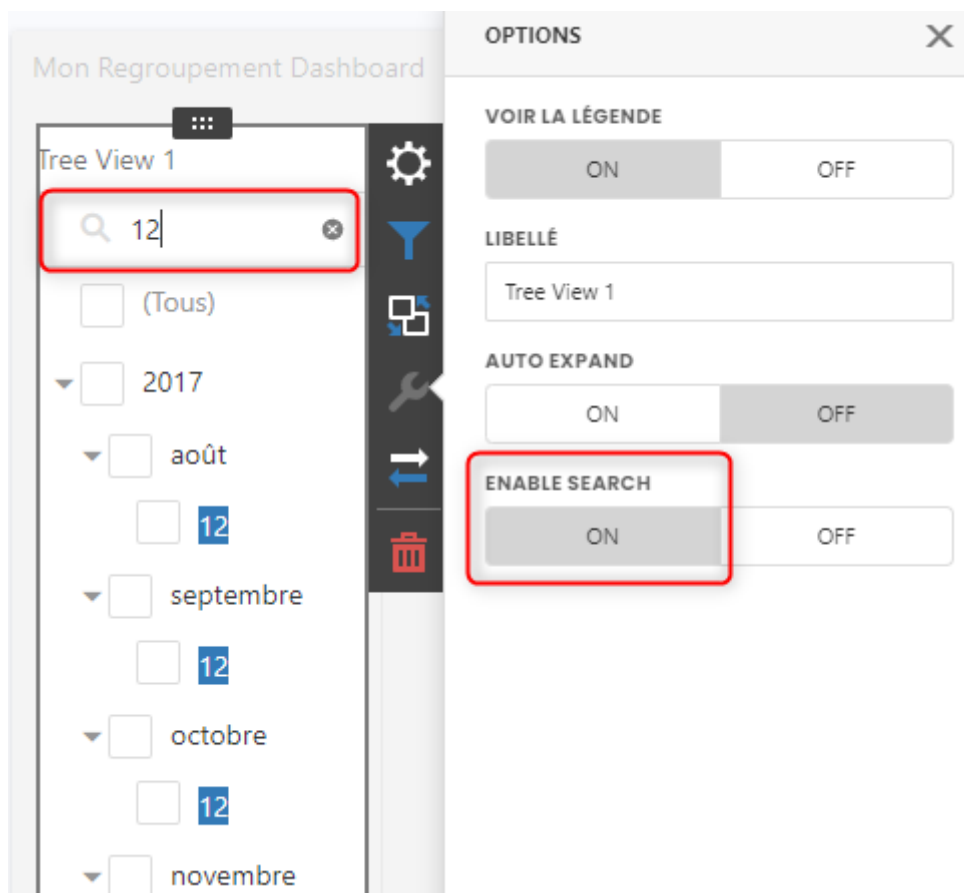 Mon Regroupement Dashboard
Tree View 1
12
(Tous)
2017
août
12
septembre
12
octobre
12
novembre
OPTIONS
VOIR LA LÉGENDE
ON OFF
LIBELLÉ
Tree View 1
AUTO EXPAND
ON OFF
ENABLE SEARCH
ON OFF